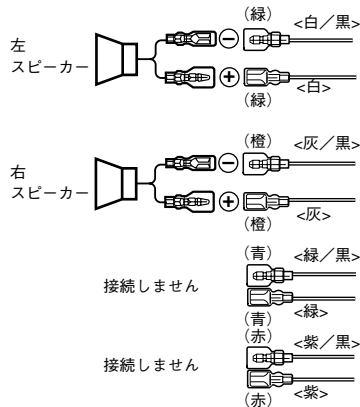 (緑)
<白／黒>
左
スピーカー
⊖
⊕
<白>
(緑)
(橙)
<灰／黒>
右
スピーカー
⊖
⊕
<灰>
(橙)
(青)
<緑／黒>
接続しません
<緑>
(青)
(赤)
<紫／黒>
接続しません
<紫>
(赤)